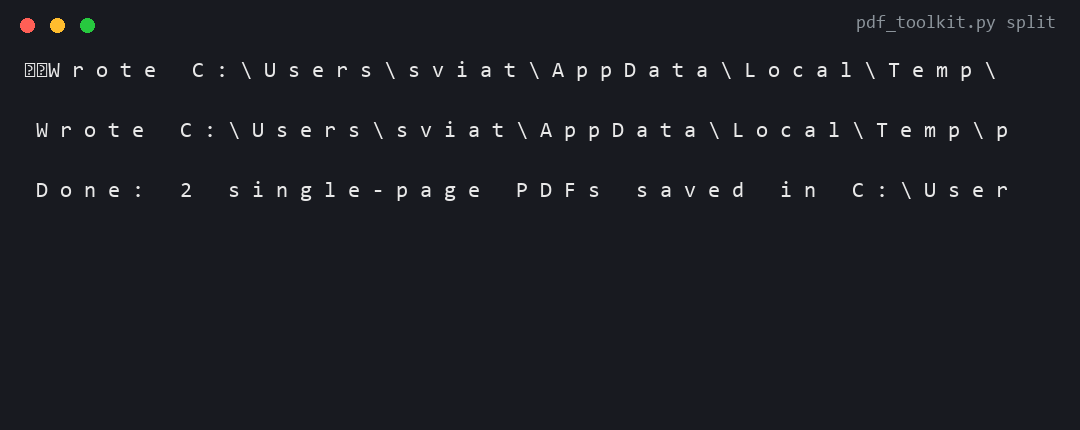 pdf_toolkit.py split
Wrote C:\Users\sviat\AppData\Local\Temp\
Wrote C:\Users\sviat\AppData\Local\Temp\p
Done: 2 single-page PDFs saved in C:\User